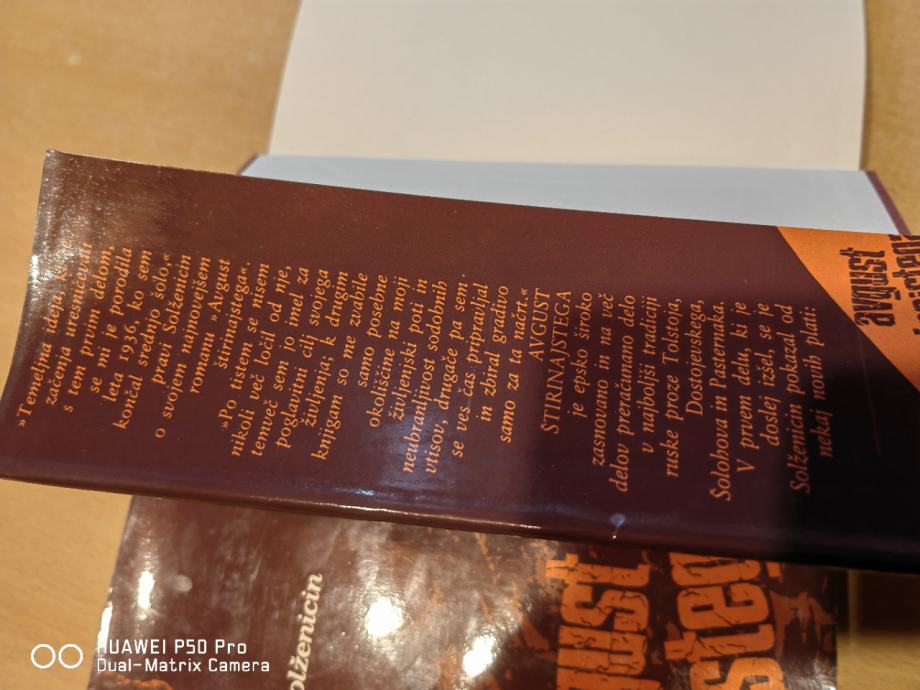 »Temeljna ideja, ki se
začenja uresničevati
s tem prvim delom,
se mi je porodila
leta 1936, ko sem
končal srednjo šolo,«
pravi Solženicin
o svojem najnovejšem
romanu »Avgust
štirinajstega«.
»Po tistem se nisem
nikoli več ločil od nje,
temveč sem jo imel za
poglavitni cilj svojega
življenja; k drugim
knjigam so me zvabile
samo posebne
okoliščine na moji
življenjski poti in
neubrabljivost sodobnih
vtisov, drugače pa sem
se ves čas pripravljal
in zbiral gradivo
samo za ta načrt.«
AVGUST
ŠTIRINAJSTEGA
je epsko široko
zasnovano in na več
delov preračunano delo
v najboljši tradiciji
ruske proze Tolstoja,
Dostojevskega,
Šolohova in Pasternaka.
V prvem delu, ki je
doslej izšel, se je
Solženicin pokazal od
nekaj novih plati:
avgust
olženicin
gust
steg
HUAWEI P50 Pro
Dual-Matrix Camera